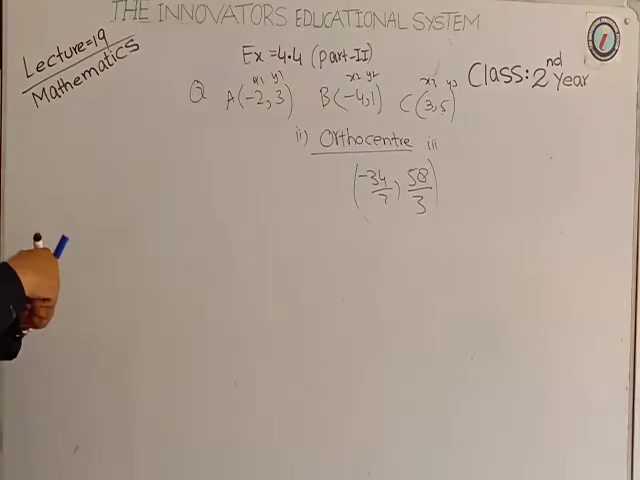 THE INNOVATORS EDUCATIONAL SYSTEM
Lecture=19
Mathematics
Ex=4.4 (part-II)
Class: 2nd year
x1 y1 x2 y2 x3 y3
Q A(-2,3) B(-4,1) C(3,5)
ii) Orthocentre iii
(-34/3, 58/3)